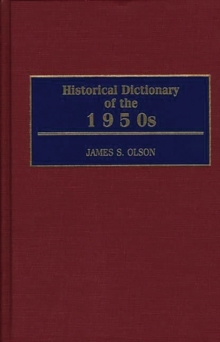 Historical Dictionary
of the
1950s
JAMES S. OLSON